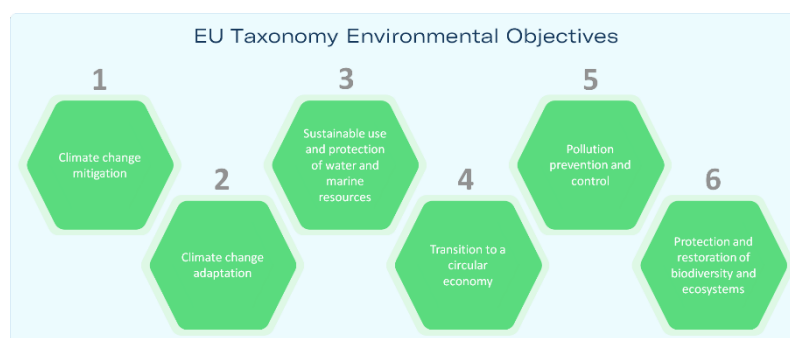 EU Taxonomy Environmental Objectives
1
Climate change
mitigation
2
Climate change
adaptation
3
Sustainable use
and protection
of water and
marine
resources
4
Transition to a
circular
economy
5
Pollution
prevention and
control
6
Protection and
restoration of
biodiversity and
ecosystems